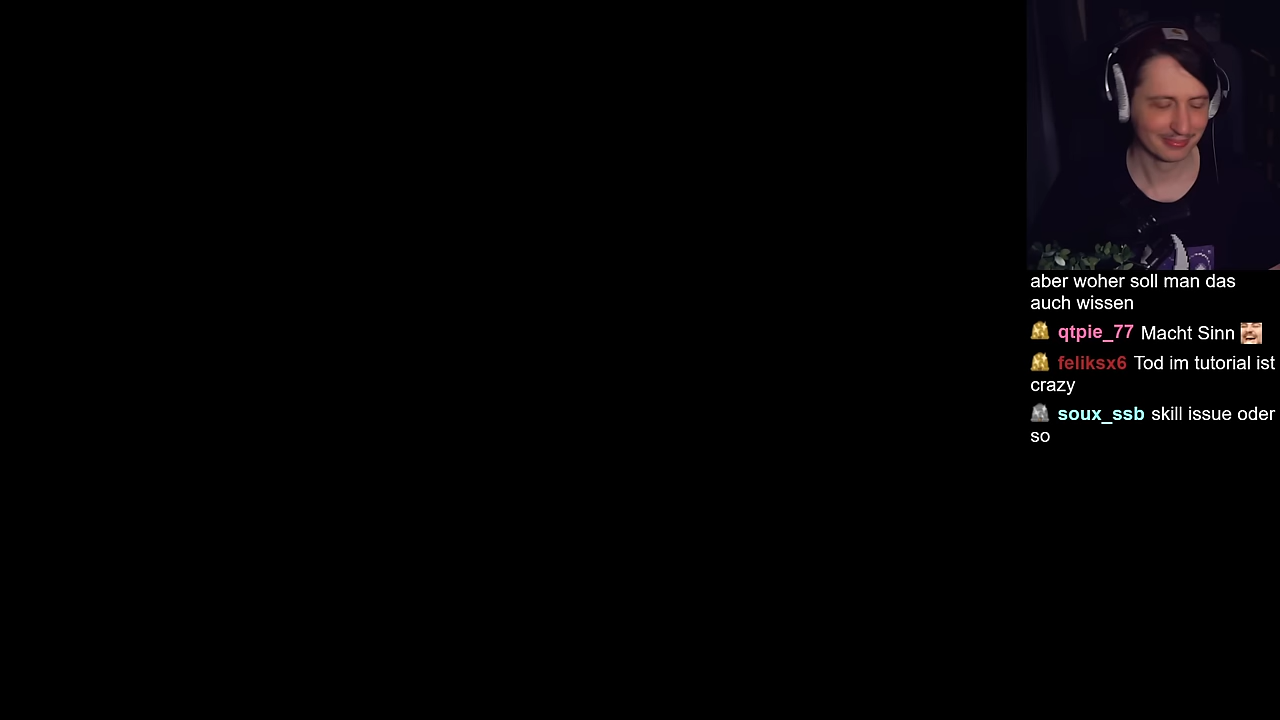 aber woher soll man das
auch wissen
qtpie_77 Macht Sinn
feliksx6 Tod im tutorial ist
crazy
soux_ssb skill issue oder
so